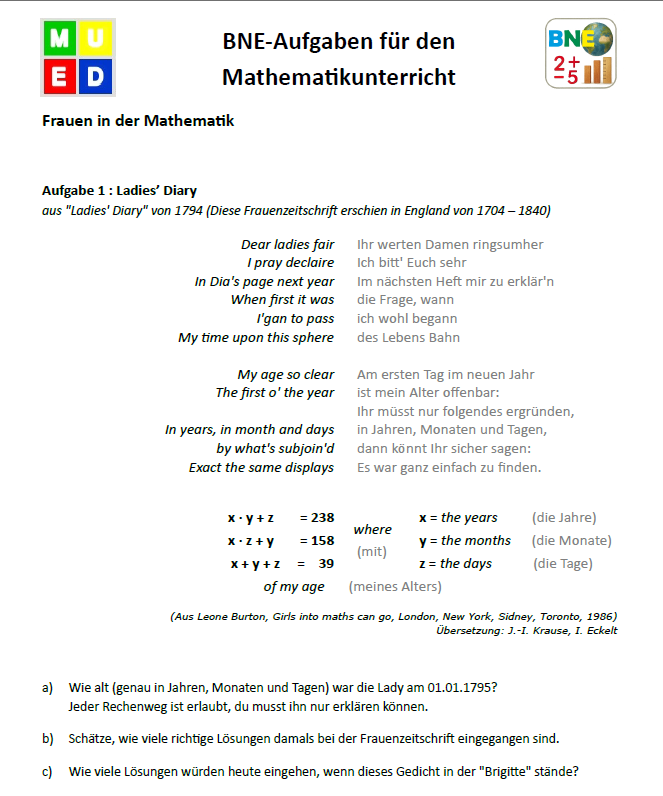 MU
ED
BNE-Aufgaben für den
Mathematikunterricht
BNE
2+
-5
Frauen in der Mathematik
Aufgabe 1 : Ladies’ Diary
aus "Ladies' Diary" von 1794 (Diese Frauenzeitschrift erschien in England von 1704 – 1840)
Dear ladies fair Ihr werten Damen ringsumher
I pray declaire Ich bitt' Euch sehr
In Dia's page next year Im nächsten Heft mir zu erklär'n
When first it was die Frage, wann
I'gan to pass ich wohl begann
My time upon this sphere des Lebens Bahn
My age so clear Am ersten Tag im neuen Jahr
The first o' the year ist mein Alter offenbar:
Ihr müsst nur folgendes ergründen,
In years, in month and days in Jahren, Monaten und Tagen,
by what's subjoin'd dann könnt Ihr sicher sagen:
Exact the same displays Es war ganz einfach zu finden.
x · y + z = 238 where x = the years (die Jahre)
x · z + y = 158 (mit) y = the months (die Monate)
x + y + z = 39 z = the days (die Tage)
of my age (meines Alters)
(Aus Leone Burton, Girls into maths can go, London, New York, Sidney, Toronto, 1986)
Übersetzung: J.-I. Krause, I. Eckelt
a) Wie alt (genau in Jahren, Monaten und Tagen) war die Lady am 01.01.1795?
Jeder Rechenweg ist erlaubt, du musst ihn nur erklären können.
b) Schätze, wie viele richtige Lösungen damals bei der Frauenzeitschrift eingegangen sind.
c) Wie viele Lösungen würden heute eingehen, wenn dieses Gedicht in der "Brigitte" stände?